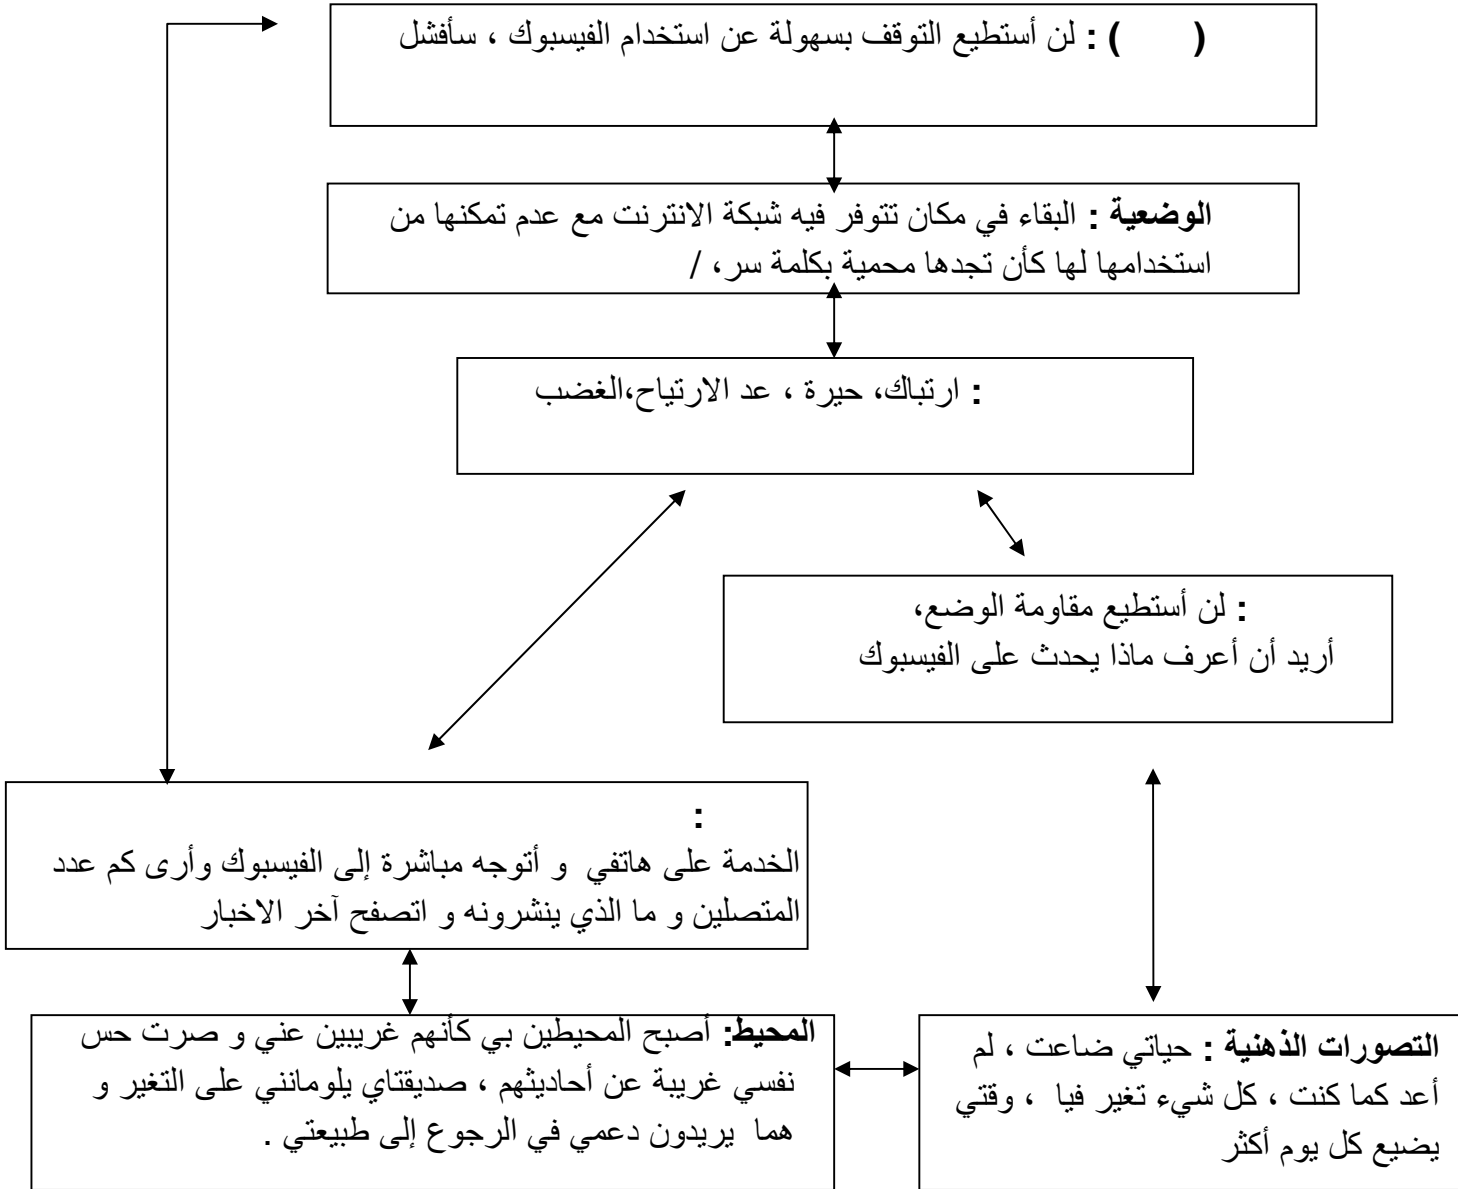 ( ) : لن أستطيع التوقف بسهولة عن استخدام الفيسبوك ، سأفشل
الوضعية : البقاء في مكان تتوفر فيه شبكة الانترنت مع عدم تمكنها من
استخدامها لها كأن تجدها محمية بكلمة سر، /
: ارتباك، حيرة ، عد الارتياح،الغضب
: لن أستطيع مقاومة الوضع،
أريد أن أعرف ماذا يحدث على الفيسبوك
:
الخدمة على هاتفي و أتوجه مباشرة إلى الفيسبوك وأرى كم عدد
المتصلين و ما الذي ينشرونه و اتصفح آخر الاخبار
المحيط: أصبح المحيطين بي كأنهم غريبين عني و صرت حس
نفسي غريبة عن أحاديثهم ، صديقتاي يلومانني على التغير و
هما يريدون دعمي في الرجوع إلى طبيعتي .
التصورات الذهنية : حياتي ضاعت ، لم
أعد كما كنت ، كل شيء تغير فيا ، وقتي
يضيع كل يوم أكثر